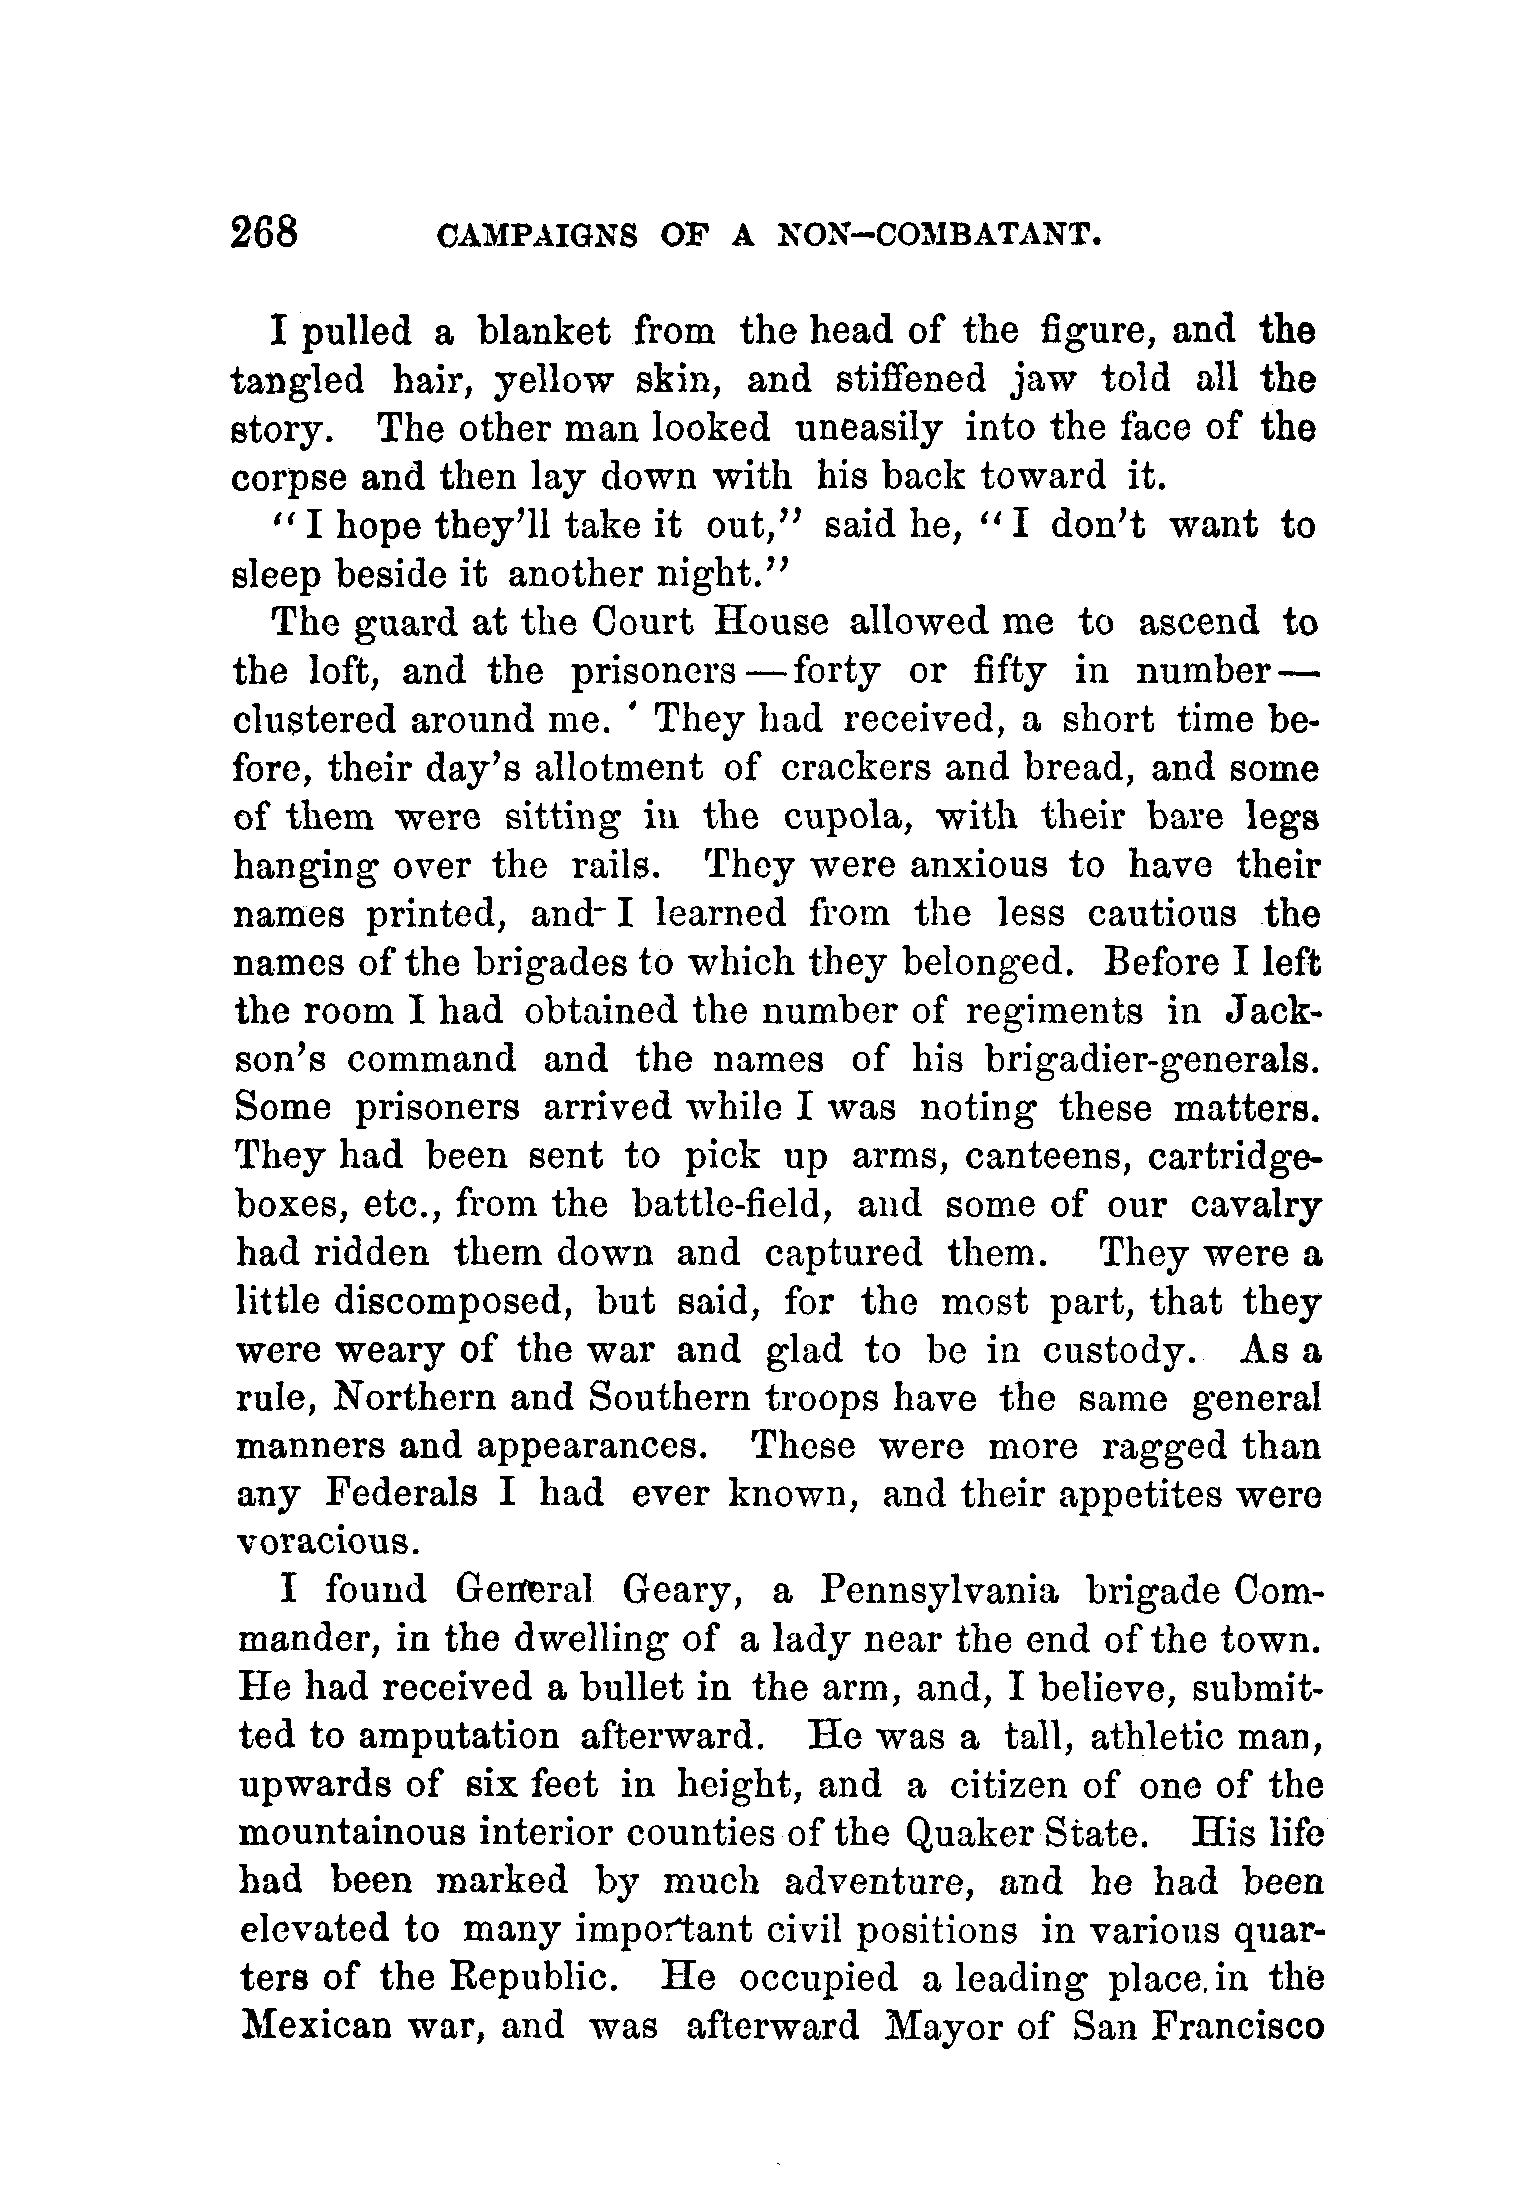 268 CAMPAIGNS OF A NON-COMBATANT.
I pulled a blanket from the head of the figure, and the
tangled hair, yellow skin, and stiffened jaw told all the
story. The other man looked uneasily into the face of the
corpse and then lay down with his back toward it.
"I hope they'll take it out," said he, "I don't want to
sleep beside it another night."
The guard at the Court House allowed me to ascend to
the loft, and the prisoners—forty or fifty in number—
clustered around me. ' They had received, a short time be-
fore, their day's allotment of crackers and bread, and some
of them were sitting in the cupola, with their bare legs
hanging over the rails. They were anxious to have their
names printed, and I learned from the less cautious the
names of the brigades to which they belonged. Before I left
the room I had obtained the number of regiments in Jack-
son's command and the names of his brigadier-generals.
Some prisoners arrived while I was noting these matters.
They had been sent to pick up arms, canteens, cartridge-
boxes, etc., from the battle-field, and some of our cavalry
had ridden them down and captured them. They were a
little discomposed, but said, for the most part, that they
were weary of the war and glad to be in custody. As a
rule, Northern and Southern troops have the same general
manners and appearances. These were more ragged than
any Federals I had ever known, and their appetites were
voracious.
I found General Geary, a Pennsylvania brigade Com-
mander, in the dwelling of a lady near the end of the town.
He had received a bullet in the arm, and, I believe, submit-
ted to amputation afterward. He was a tall, athletic man,
upwards of six feet in height, and a citizen of one of the
mountainous interior counties of the Quaker State. His life
had been marked by much adventure, and he had been
elevated to many important civil positions in various quar-
ters of the Republic. He occupied a leading place in the
Mexican war, and was afterward Mayor of San Francisco